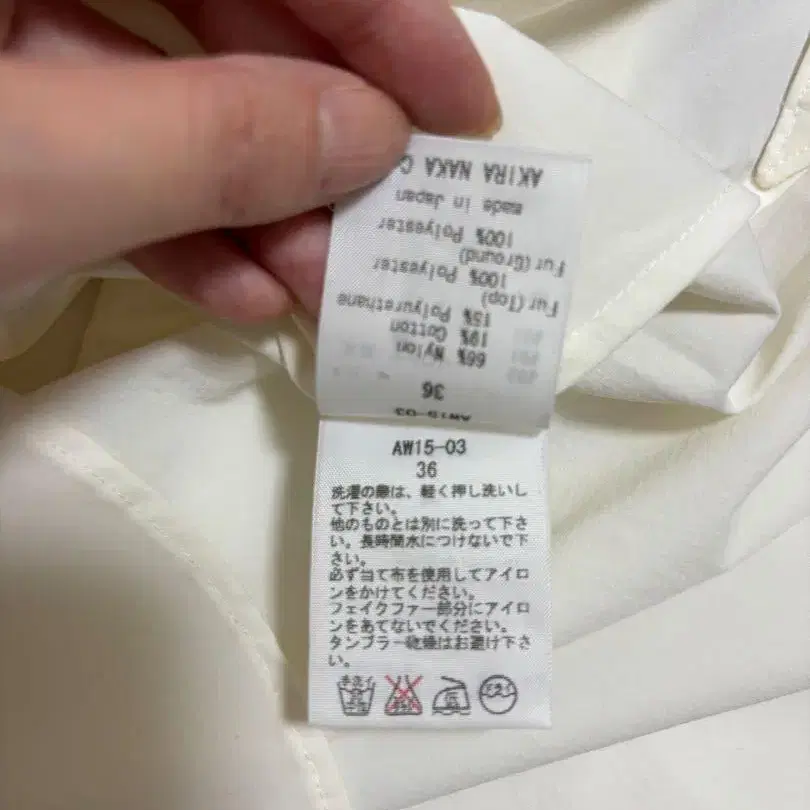 AKIRA NAKA C
made in Japan
100% Polyester
Fur(Ground)
100% Polyester
Fur(Top)
15% Polyurethane
19% Cotton
66% Nylon
36
AW15-03
AW15-03
36
洗濯の際は、軽く押し洗いし
て下さい。
他のものとは別に洗って下さ
い。長時間水につけないで下
さい。
必ず当て布を使用してアイロ
ンをかけてください。
フェイクファー部分にアイロ
ンをあてないでください。
タンブラー乾燥はお避け下さ
い。